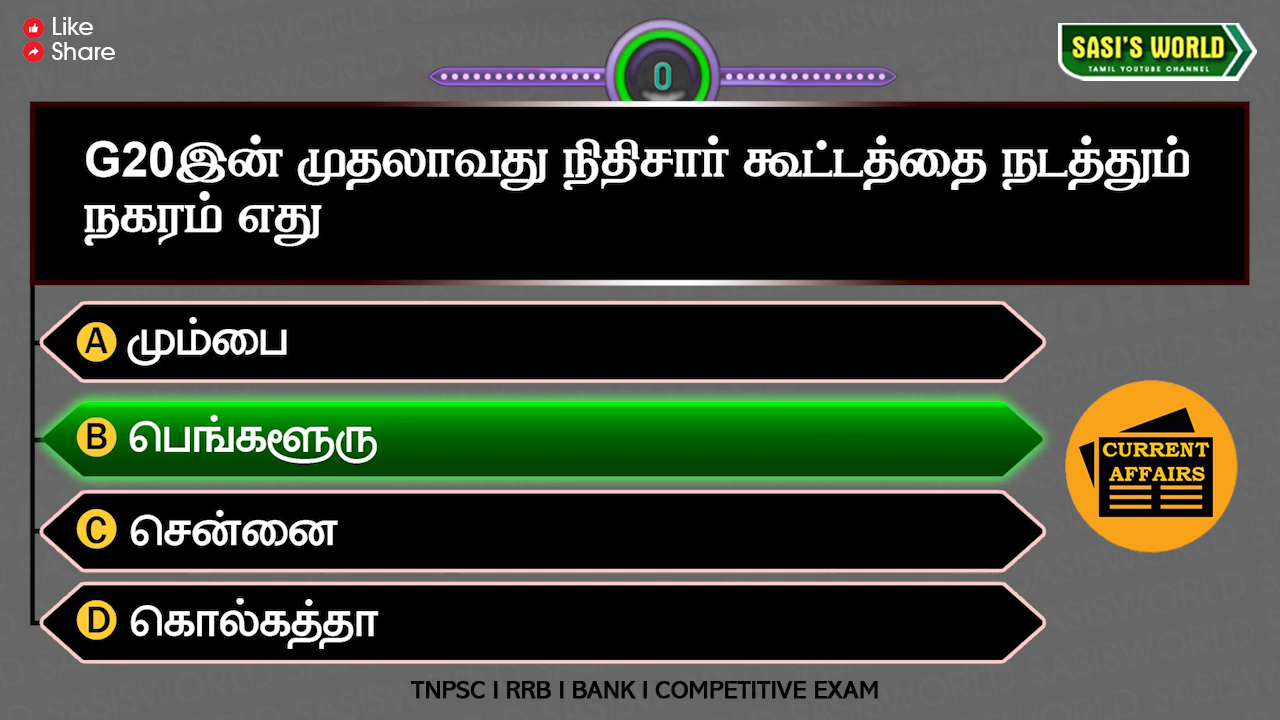 Like
Share
0
SASI'S WORLD
TAMIL YOUTUBE CHANNEL
G20இன் முதலாவது நிதிசார் கூட்டத்தை நடத்தும்
நகரம் எது
A மும்பை
B பெங்களூரு
C சென்னை
D கொல்கத்தா
CURRENT
AFFAIRS
TNPSC I RRB I BANK I COMPETITIVE EXAM